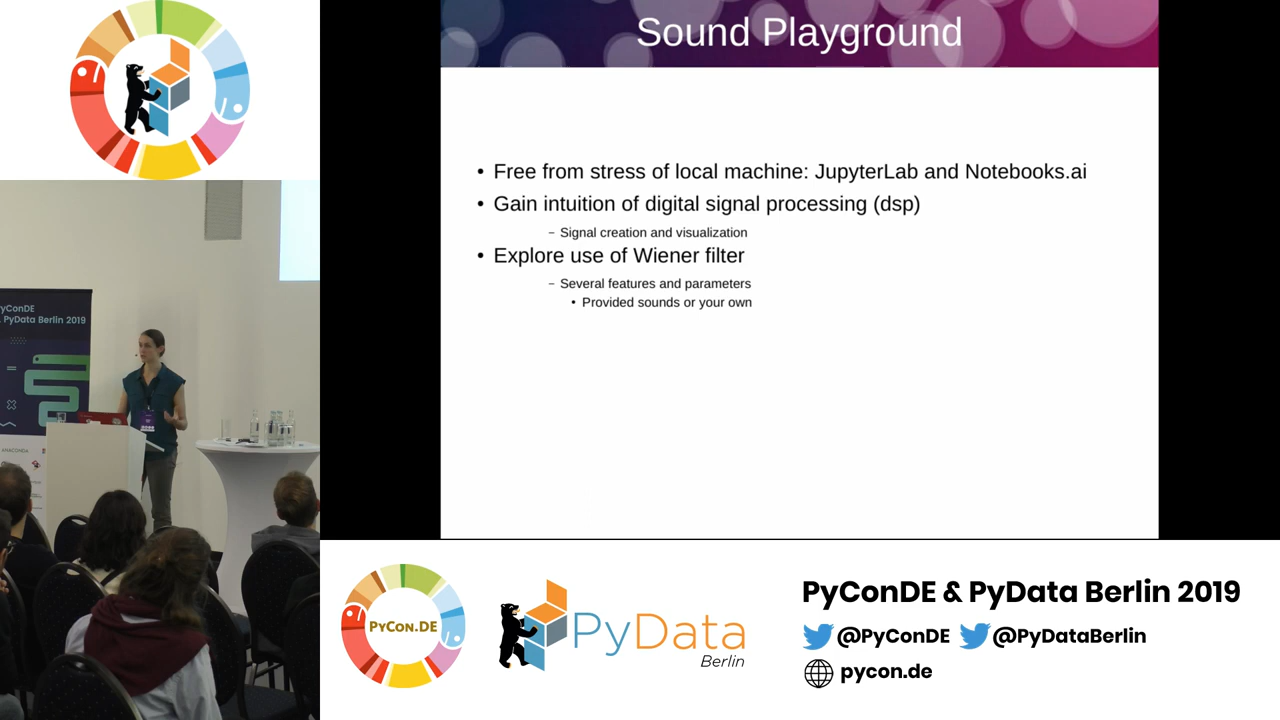 Sound Playground
• Free from stress of local machine: JupyterLab and Notebooks.ai
• Gain intuition of digital signal processing (dsp)
– Signal creation and visualization
• Explore use of Wiener filter
– Several features and parameters
• Provided sounds or your own
PyConDE
& PyData Berlin 2019
ANACONDA
PYCON.DE
PyData
Berlin
PyConDE & PyData Berlin 2019
@PyConDE @PyDataBerlin
pycon.de